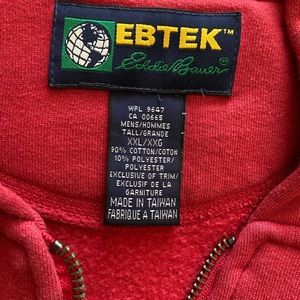 EBTEK™
Eddie Bauer
WPL 9647
CA 00665
MENS/HOMMES
TALL/GRANDE
XXL/XXG
90% COTTON/COTON
10% POLYESTER/
POLYESTER
EXCLUSIVE OF TRIM/
EXCLUSIF DE LA
GARNITURE
MADE IN TAIWAN
FABRIQUE A TAIWAN